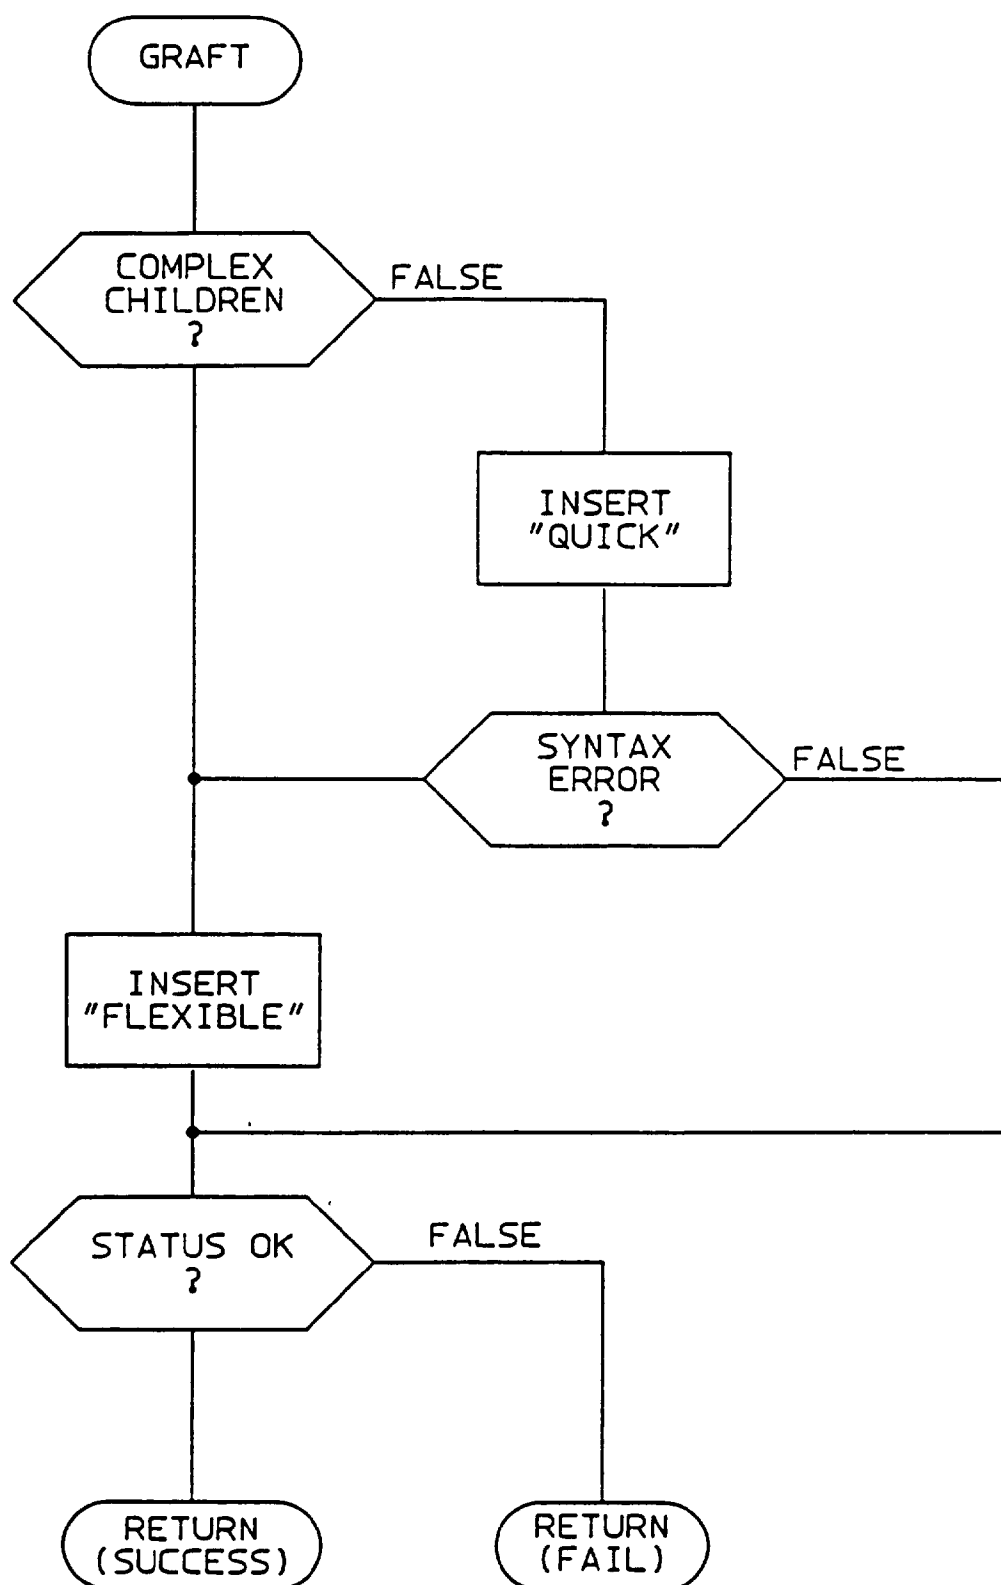 GRAFT
COMPLEX
CHILDREN
?
FALSE
INSERT
"QUICK"
SYNTAX
ERROR
?
FALSE
INSERT
"FLEXIBLE"
STATUS OK
?
FALSE
RETURN
(SUCCESS)
RETURN
(FAIL)